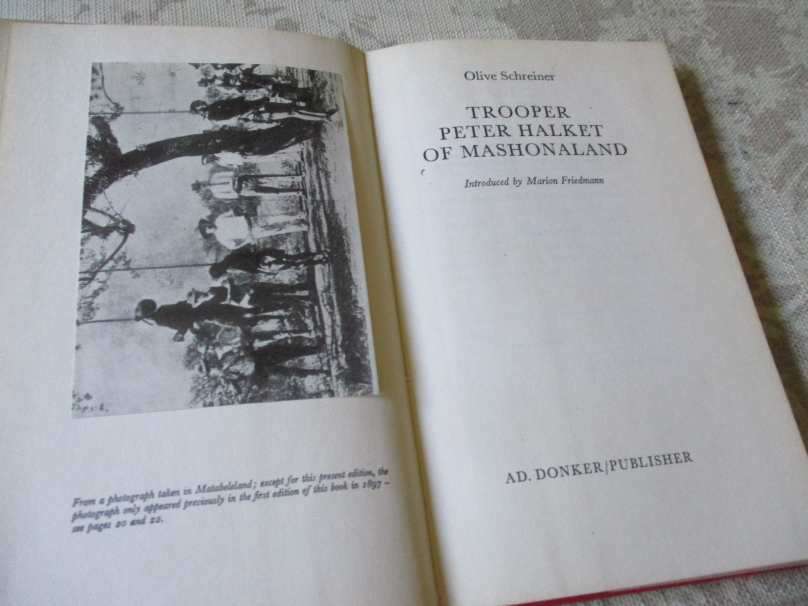 From a photograph taken in Matabeleland; except for this present edition, the
photograph only appeared previously in the first edition of this book in 1897 –
see pages 20 and 22.
Olive Schreiner
TROOPER
PETER HALKET
OF MASHONALAND
Introduced by Marion Friedmann
AD. DONKER/PUBLISHER